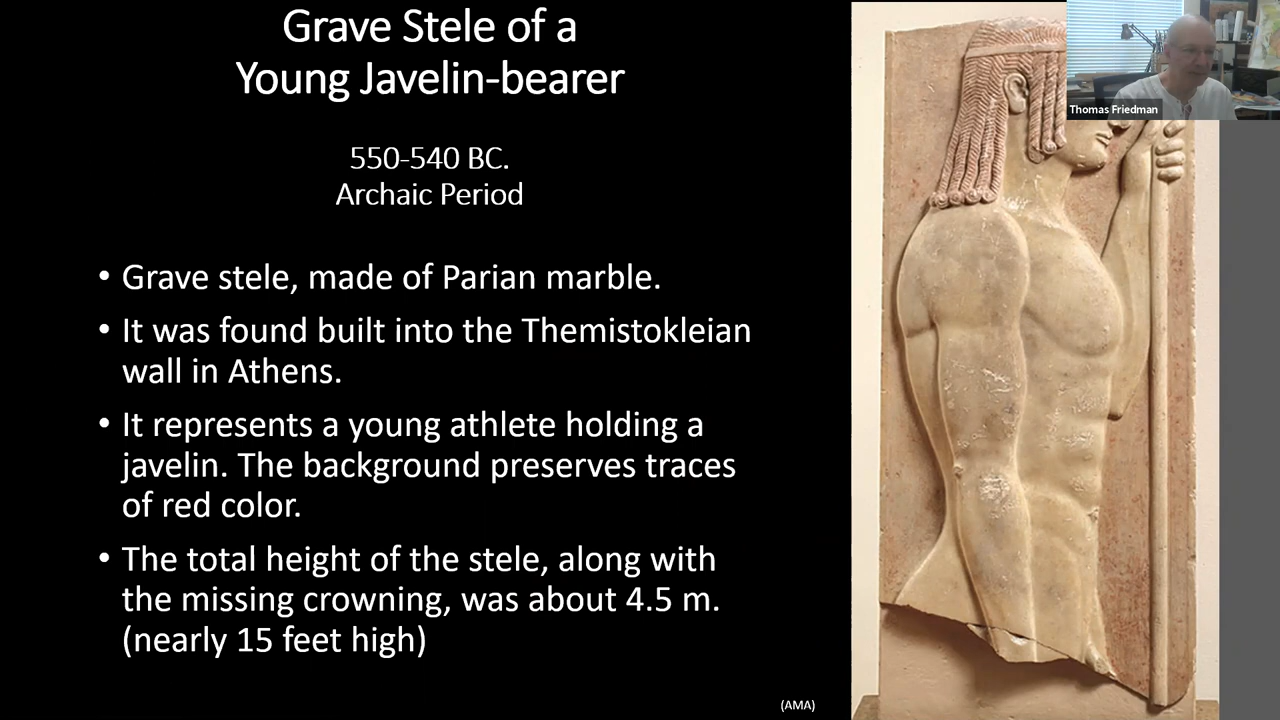 Grave Stele of a
Young Javelin-bearer
550-540 BC.
Archaic Period
• Grave stele, made of Parian marble.
• It was found built into the Themistokleian
wall in Athens.
• It represents a young athlete holding a
javelin. The background preserves traces
of red color.
• The total height of the stele, along with
the missing crowning, was about 4.5 m.
(nearly 15 feet high)
(AMA)
Thomas Friedman